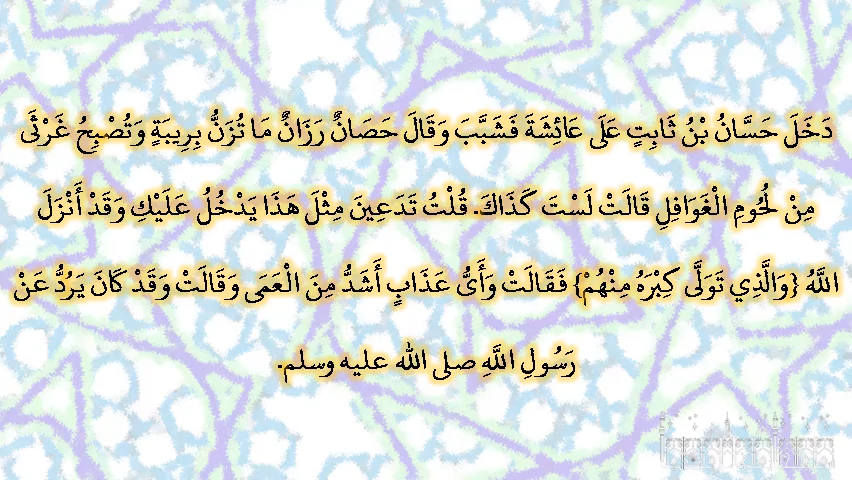 دَخَلَ حَسَّانُ بْنُ ثَابِتٍ عَلَى عَائِشَةَ فَشَبَّبَ وَقَالَ حَصَانٌ رَزَانٌ مَا تُزَنُّ بِرِيبَةٍ وَتُصْبِحُ غَرْثَى
مِنْ لُحُومِ الْغَوَافِلِ قَالَتْ لَسْتَ كَذَاكَ. قُلْتُ تَدَعِينَ مِثْلَ هَذَا يَدْخُلُ عَلَيْكِ وَقَدْ أَنْزَلَ
اللَّهُ {وَالَّذِي تَوَلَّى كِبْرَهُ مِنْهُمْ} فَقَالَتْ وَأَىُّ عَذَابٍ أَشَدُّ مِنَ الْعَمَى وَقَالَتْ وَقَدْ كَانَ يَرُدُّ عَنْ
رَسُولِ اللَّهِ صلى الله عليه وسلم.